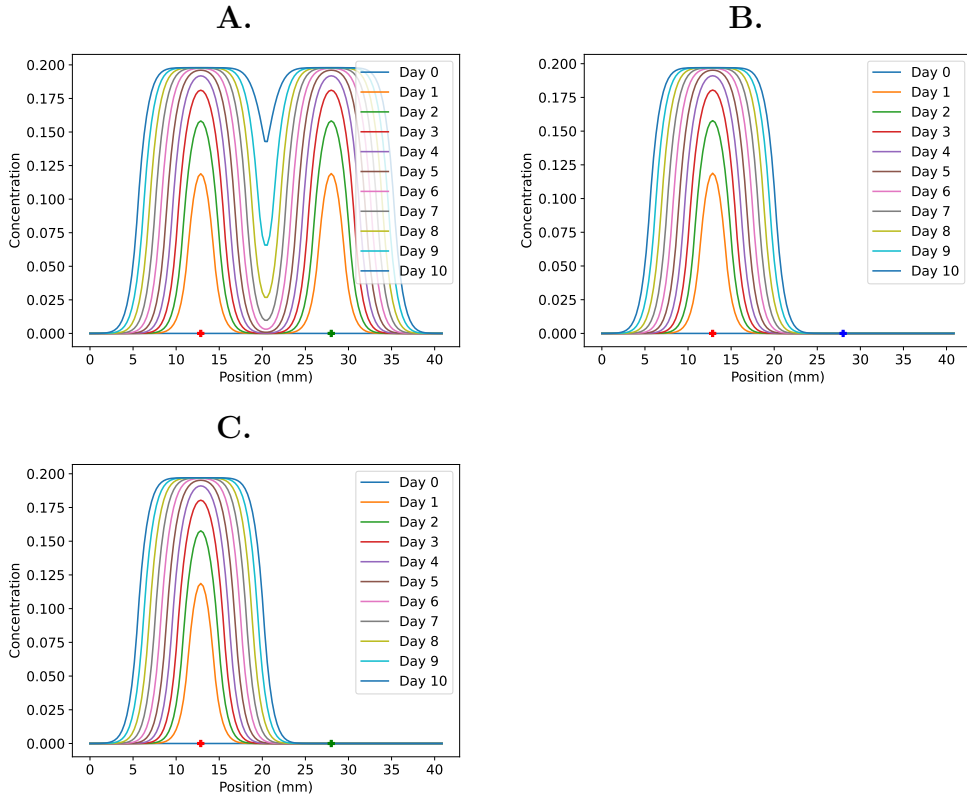 A.
0.200
0.175
0.150
0.125
0.100
0.075
0.050
0.025
0.000
Concentration
0 5 10 15 20 25 30 35 40
Position (mm)
Day 0
Day 1
Day 2
Day 3
Day 4
Day 5
Day 6
Day 7
Day 8
Day 9
Day 10
B.
0.200
0.175
0.150
0.125
0.100
0.075
0.050
0.025
0.000
Concentration
0 5 10 15 20 25 30 35 40
Position (mm)
Day 0
Day 1
Day 2
Day 3
Day 4
Day 5
Day 6
Day 7
Day 8
Day 9
Day 10
C.
0.200
0.175
0.150
0.125
0.100
0.075
0.050
0.025
0.000
Concentration
0 5 10 15 20 25 30 35 40
Position (mm)
Day 0
Day 1
Day 2
Day 3
Day 4
Day 5
Day 6
Day 7
Day 8
Day 9
Day 10